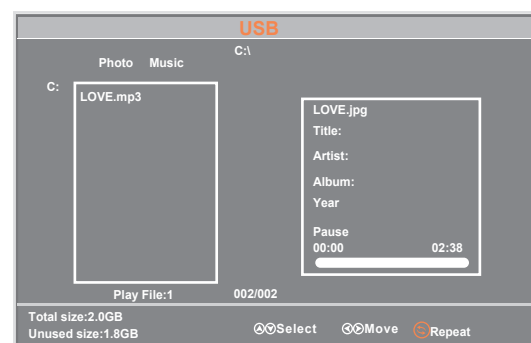 USB
C:\
Photo Music
C:
LOVE.mp3
LOVE.jpg
Title:
Artist:
Album:
Year
Pause
00:00 02:38
Play File:1 002/002
Total size:2.0GB
Unused size:1.8GB
Select Move Repeat